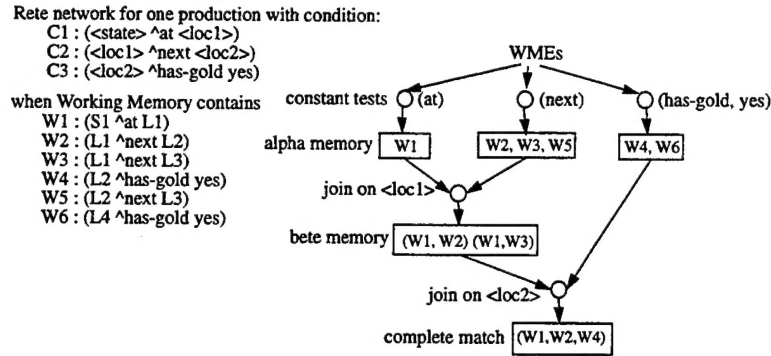 Rete network for one production with condition:
C1 : (<state> ^at <loc1>)
C2 : (<loc1> ^next <loc2>)
C3 : (<loc2> ^has-gold yes)
when Working Memory contains
W1 : (S1 ^at L1)
W2 : (L1 ^next L2)
W3 : (L1 ^next L3)
W4 : (L2 ^has-gold yes)
W5 : (L2 ^next L3)
W6 : (L4 ^has-gold yes)
WMEs
constant tests (at) (next) (has-gold, yes)
alpha memory W1 W2, W3, W5 W4, W6
join on <loc1>
bete memory (W1, W2) (W1,W3)
join on <loc2>
complete match (W1,W2,W4)